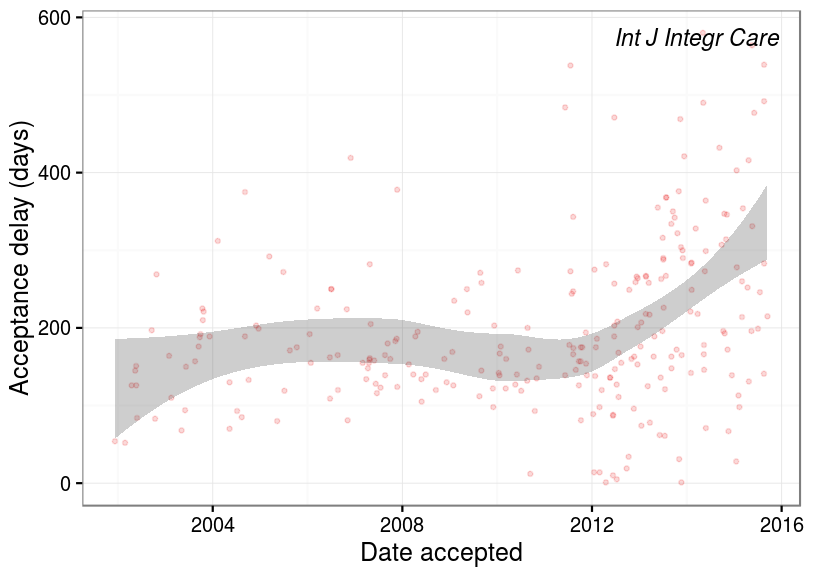 600
Int J Integr Care
400
200
0
Acceptance delay (days)
2004 2008 2012 2016
Date accepted